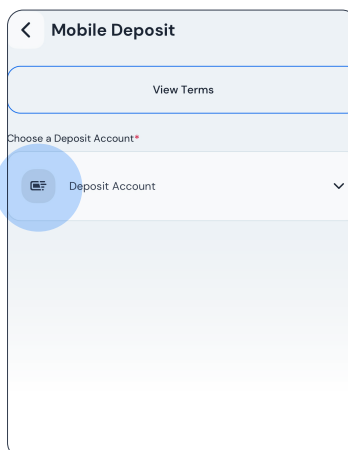 Mobile Deposit
View Terms
Choose a Deposit Account*
Deposit Account